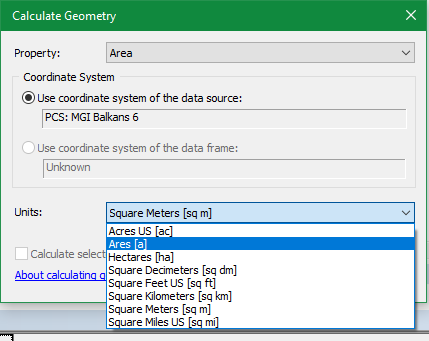 Calculate Geometry
Property:
Area
Coordinate System
Use coordinate system of the data source:
PCS: MGI Balkans 6
Use coordinate system of the data frame:
Unknown
Units:
Square Meters [sq m]
Acres US [ac]
Ares [a]
Hectares [ha]
Square Decimeters [sq dm]
Square Feet US [sq ft]
Square Kilometers [sq km]
Square Meters [sq m]
Square Miles US [sq mi]
Calculate selec
About calculating g